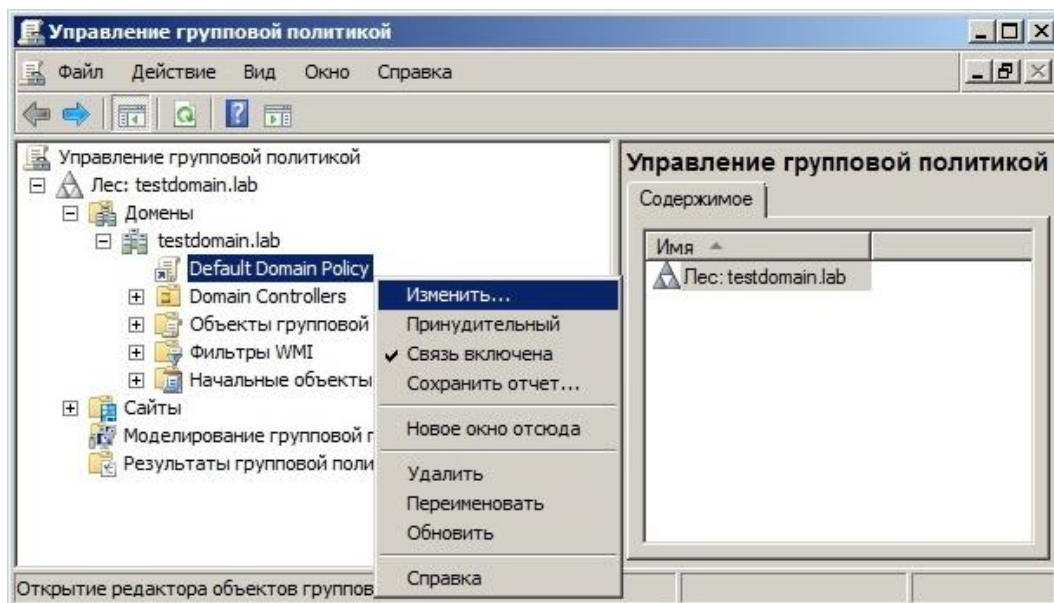 Управление групповой политикой
Файл Действие Вид Окно Справка
Управление групповой политикой
Лес: testdomain.lab
Домены
testdomain.lab
Default Domain Policy
Domain Controllers
Объекты групповой
Фильтры WMI
Начальные объекты
Сайты
Моделирование групповой г
Результаты групповой поли
Изменить...
Принудительный
Связь включена
Сохранить отчет...
Новое окно отсюда
Удалить
Переименовать
Обновить
Справка
Управление групповой политикой
Содержимое
Имя
Лес: testdomain.lab
Открытие редактора объектов группов